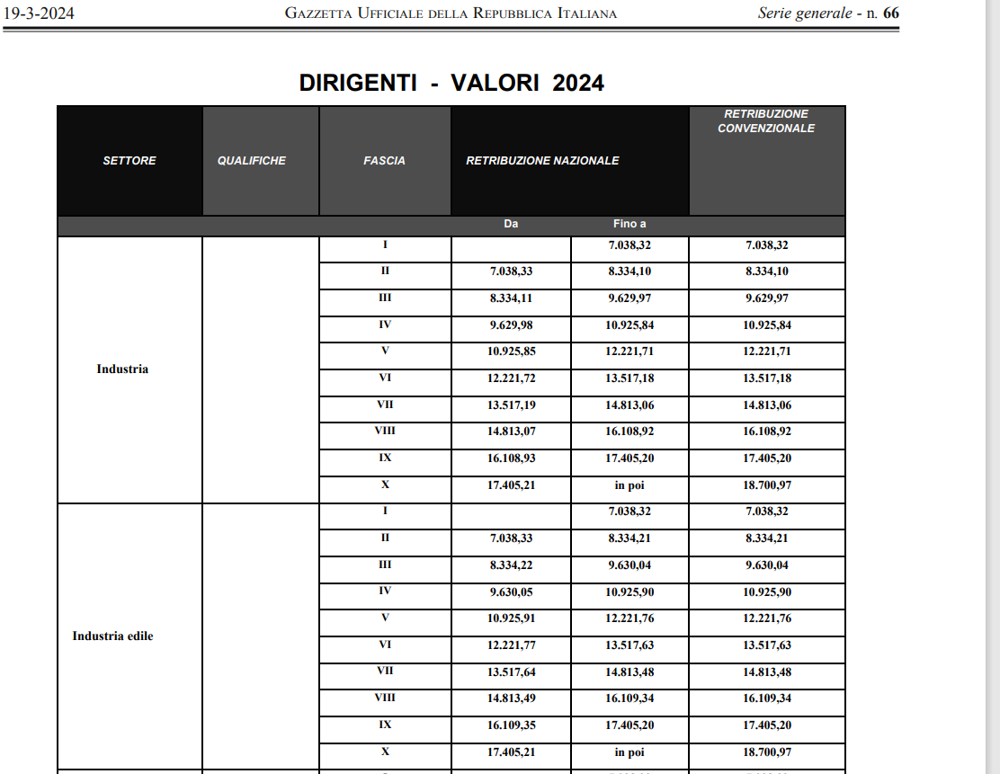 19-3-2024 GAZZETTA UFFICIALE DELLA REPUBBLICA ITALIANA Serie generale - n. 66
DIRIGENTI - VALORI 2024
SETTORE QUALIFICHE FASCIA RETRIBUZIONE NAZIONALE RETRIBUZIONE
CONVENZIONALE
Da Fino a
I 7.038,32 7.038,32
II 7.038,33 8.334,10 8.334,10
III 8.334,11 9.629,97 9.629,97
IV 9.629,98 10.925,84 10.925,84
V 10.925,85 12.221,71 12.221,71
Industria
VI 12.221,72 13.517,18 13.517,18
VII 13.517,19 14.813,06 14.813,06
VIII 14.813,07 16.108,92 16.108,92
IX 16.108,93 17.405,20 17.405,20
X 17.405,21 in poi 18.700,97
I 7.038,32 7.038,32
II 7.038,33 8.334,21 8.334,21
III 8.334,22 9.630,04 9.630,04
IV 9.630,05 10.925,90 10.925,90
V 10.925,91 12.221,76 12.221,76
Industria edile
VI 12.221,77 13.517,63 13.517,63
VII 13.517,64 14.813,48 14.813,48
VIII 14.813,49 16.109,34 16.109,34
IX 16.109,35 17.405,20 17.405,20
X 17.405,21 in poi 18.700,97